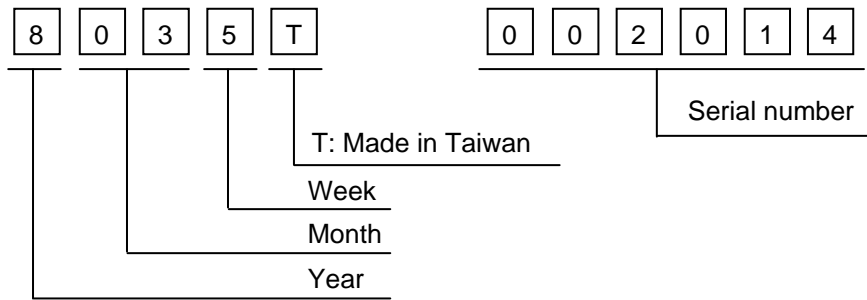 8 0 3 5 T 0 0 2 0 1 4
Serial number
T: Made in Taiwan
Week
Month
Year